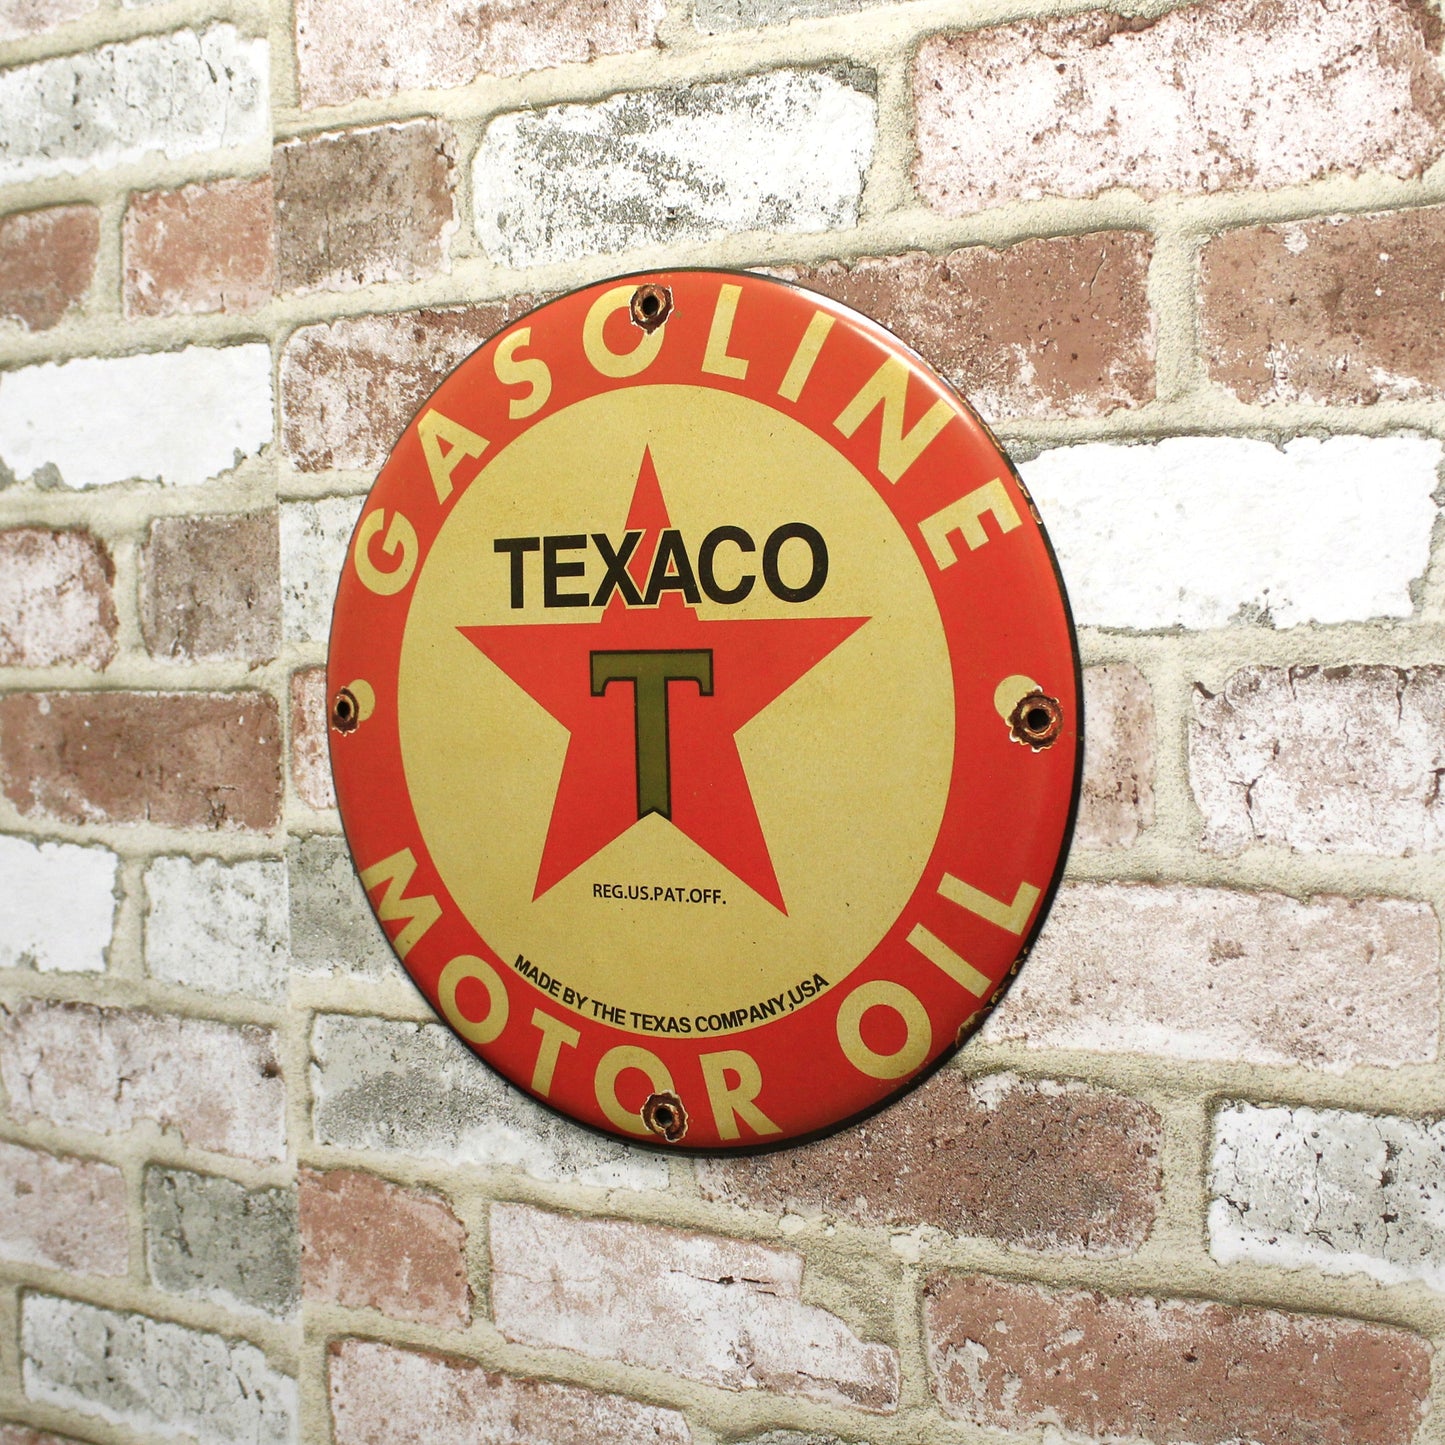 GASOLINE
TEXACO
T
REG.US.PAT.OFF.
MADE BY THE TEXAS COMPANY,USA
MOTOR OIL